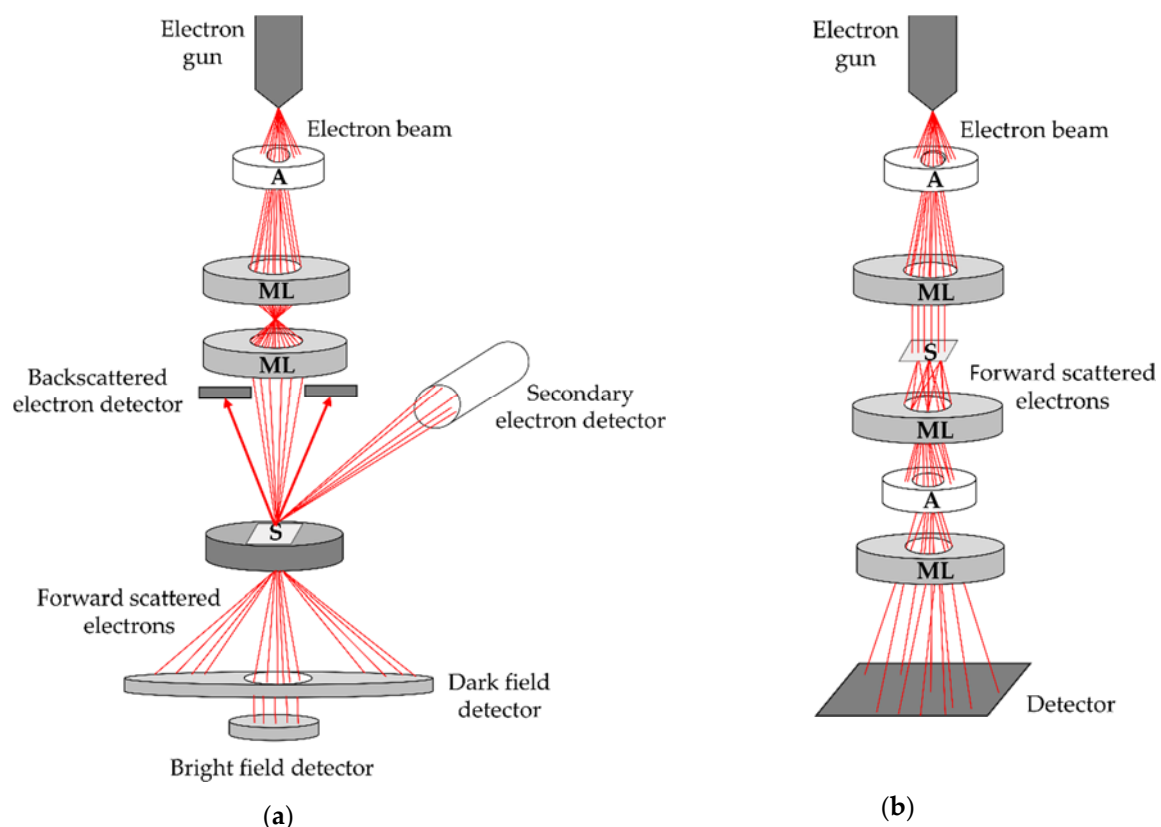 Electron
gun
Electron beam
A
ML
ML
Backscattered
electron detector
Secondary
electron detector
S
Forward scattered
electrons
Dark field
detector
Bright field detector
(a)
Electron
gun
Electron beam
A
ML
S
Forward scattered
electrons
ML
A
ML
Detector
(b)